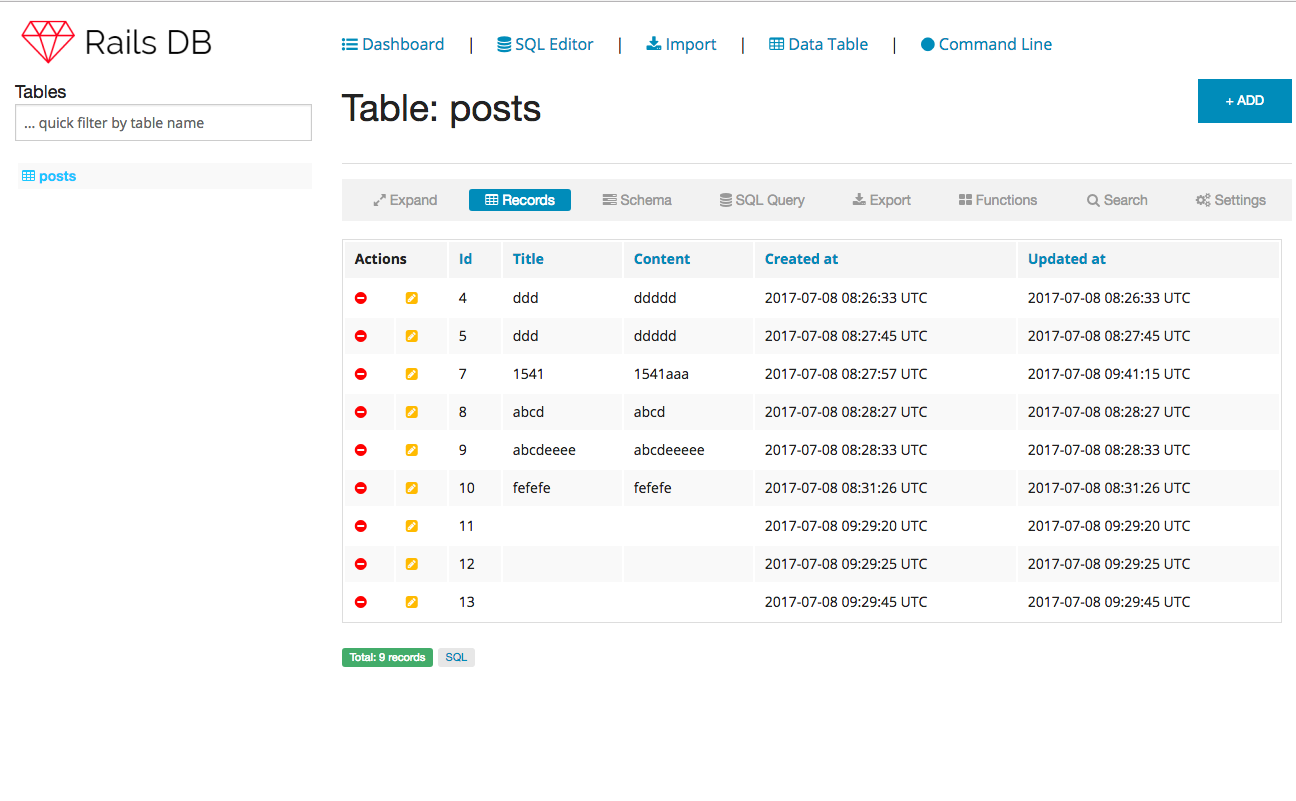 Rails DB
Dashboard | SQL Editor | Import | Data Table | Command Line
Tables
... quick filter by table name
posts
Table: posts
+ ADD
Expand Records Schema SQL Query Export Functions Search Settings
Actions Id Title Content Created at Updated at
4 ddd ddddd 2017-07-08 08:26:33 UTC 2017-07-08 08:26:33 UTC
5 ddd ddddd 2017-07-08 08:27:45 UTC 2017-07-08 08:27:45 UTC
7 1541 1541aaa 2017-07-08 08:27:57 UTC 2017-07-08 09:41:15 UTC
8 abcd abcd 2017-07-08 08:28:27 UTC 2017-07-08 08:28:27 UTC
9 abcdeeee abcdeeeee 2017-07-08 08:28:33 UTC 2017-07-08 08:28:33 UTC
10 fefefe fefefe 2017-07-08 08:31:26 UTC 2017-07-08 08:31:26 UTC
11 2017-07-08 09:29:20 UTC 2017-07-08 09:29:20 UTC
12 2017-07-08 09:29:25 UTC 2017-07-08 09:29:25 UTC
13 2017-07-08 09:29:45 UTC 2017-07-08 09:29:45 UTC
Total: 9 records SQL